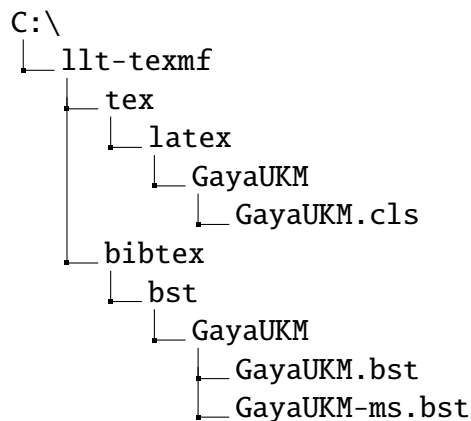 C:\
llt-texmf
tex
latex
GayaUKM
GayaUKM.cls
bibtex
bst
GayaUKM
GayaUKM.bst
GayaUKM-ms.bst